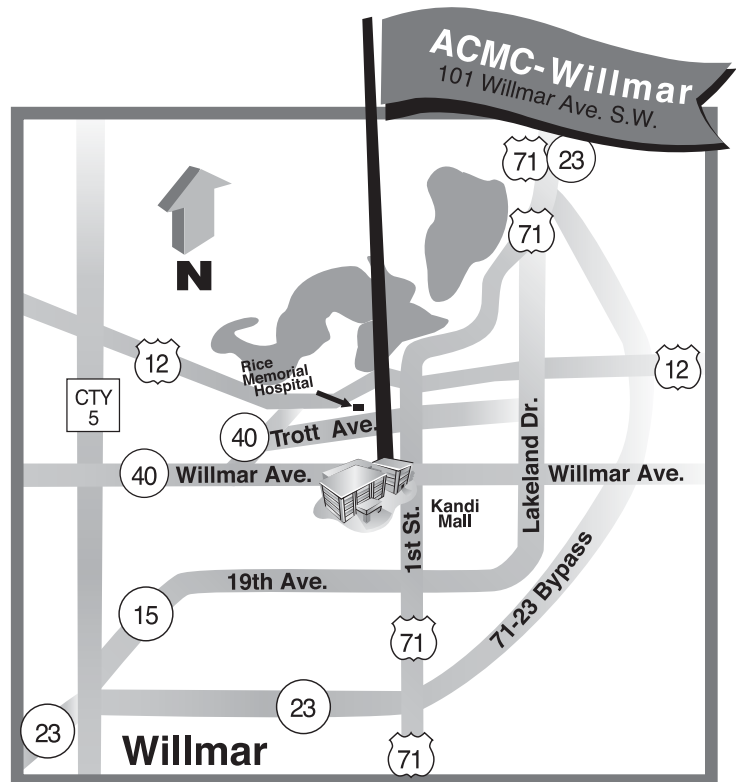 ACMC-Willmar
101 Willmar Ave. S.W.
71
23
71
N
12
Rice
Memorial
Hospital
12
CTY
5
40
Trott Ave.
40
Willmar Ave.
Willmar Ave.
Lakeland Dr.
Kandi
Mall
1st St.
19th Ave.
71-23 Bypass
15
71
23
23
Willmar
71